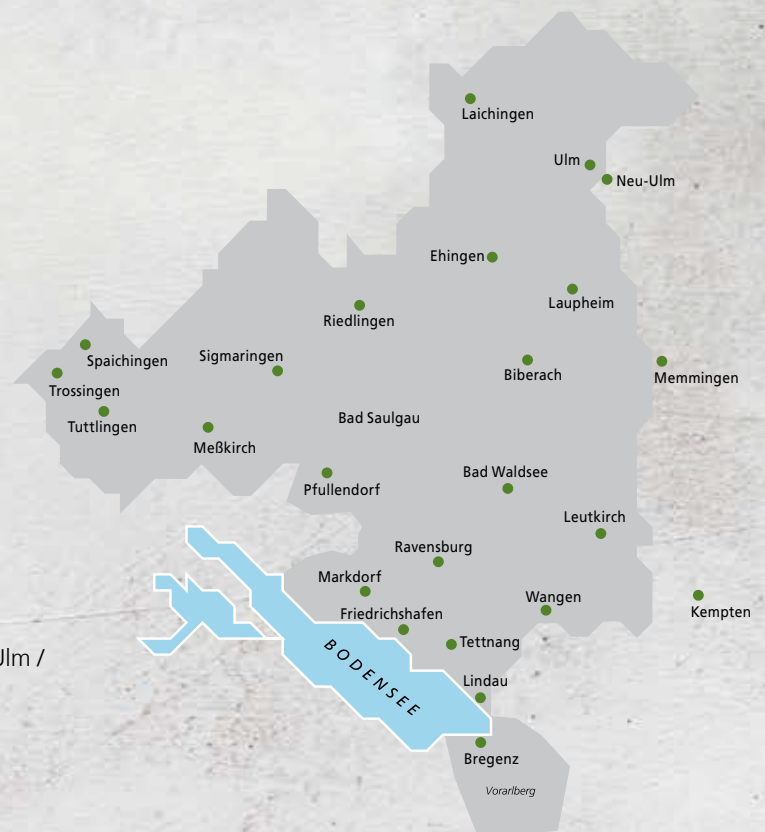 Laichingen
Ulm
Neu-Ulm
Ehingen
Laupheim
Riedlingen
Spaichingen
Sigmaringen
Biberach
Memmingen
Trossingen
Bad Saulgau
Tuttlingen
Meßkirch
Bad Waldsee
Pfullendorf
Leutkirch
Ravensburg
Markdorf
Wangen
Kempten
Friedrichshafen
Tettnang
Ulm /
BODENSEE
Lindau
Bregenz
Vorarlberg